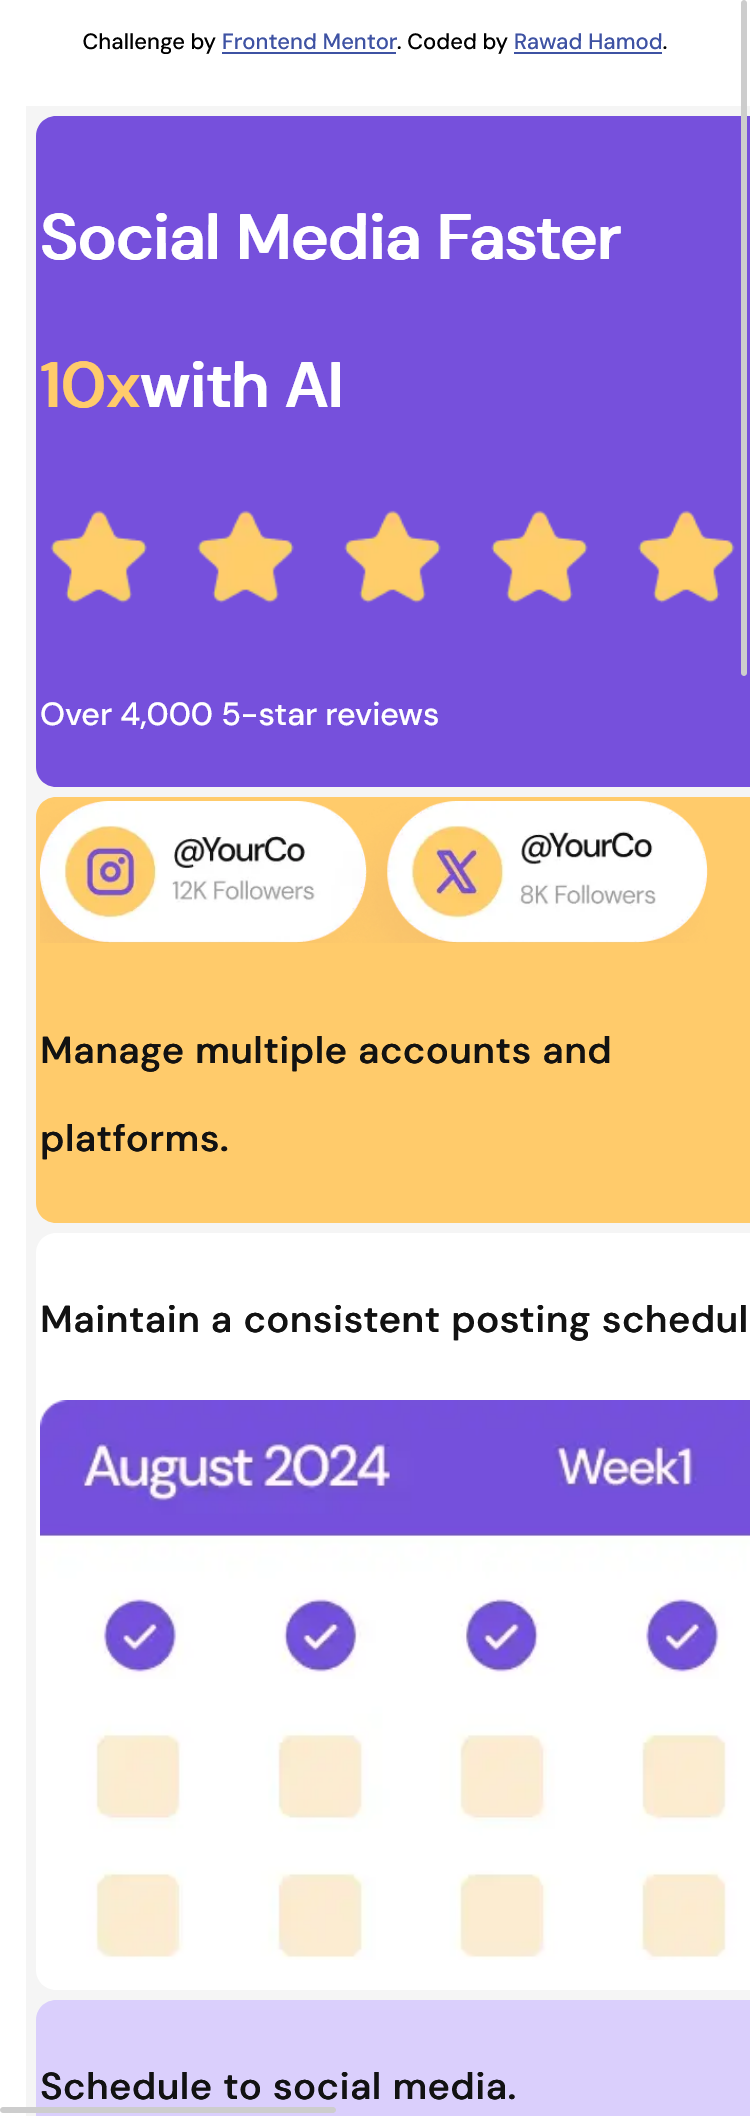 Challenge by Frontend Mentor. Coded by Rawad Hamod.
Social Media Faster
10xwith AI
Over 4,000 5-star reviews
@YourCo
12K Followers
@YourCo
8K Followers
Manage multiple accounts and
platforms.
Maintain a consistent posting schedul
August 2024
Week1
Schedule to social media.